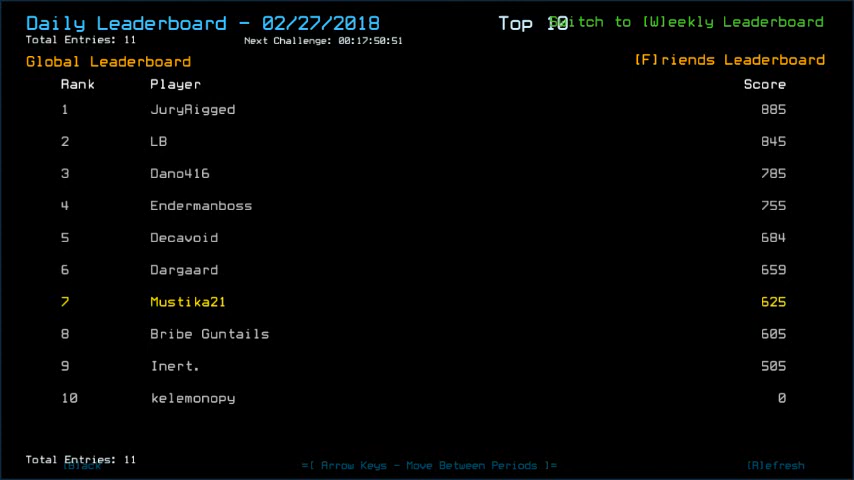 Daily Leaderboard - 02/27/2018 Top 10 Switch to [W]eekly Leaderboard
Total Entries: 11 Next Challenge: 00:17:50:51
Global Leaderboard [F]riends Leaderboard
Rank Player Score
1 JuryRigged 885
2 LB 845
3 Dano416 785
4 Endermanboss 755
5 Decavoid 684
6 Dargaard 659
7 Mustika21 625
8 Bribe Guntails 605
9 Inert. 505
10 kelemonopy 0
Total Entries: 11
[B]ack =[ Arrow Keys - Move Between Periods ]= [R]efresh